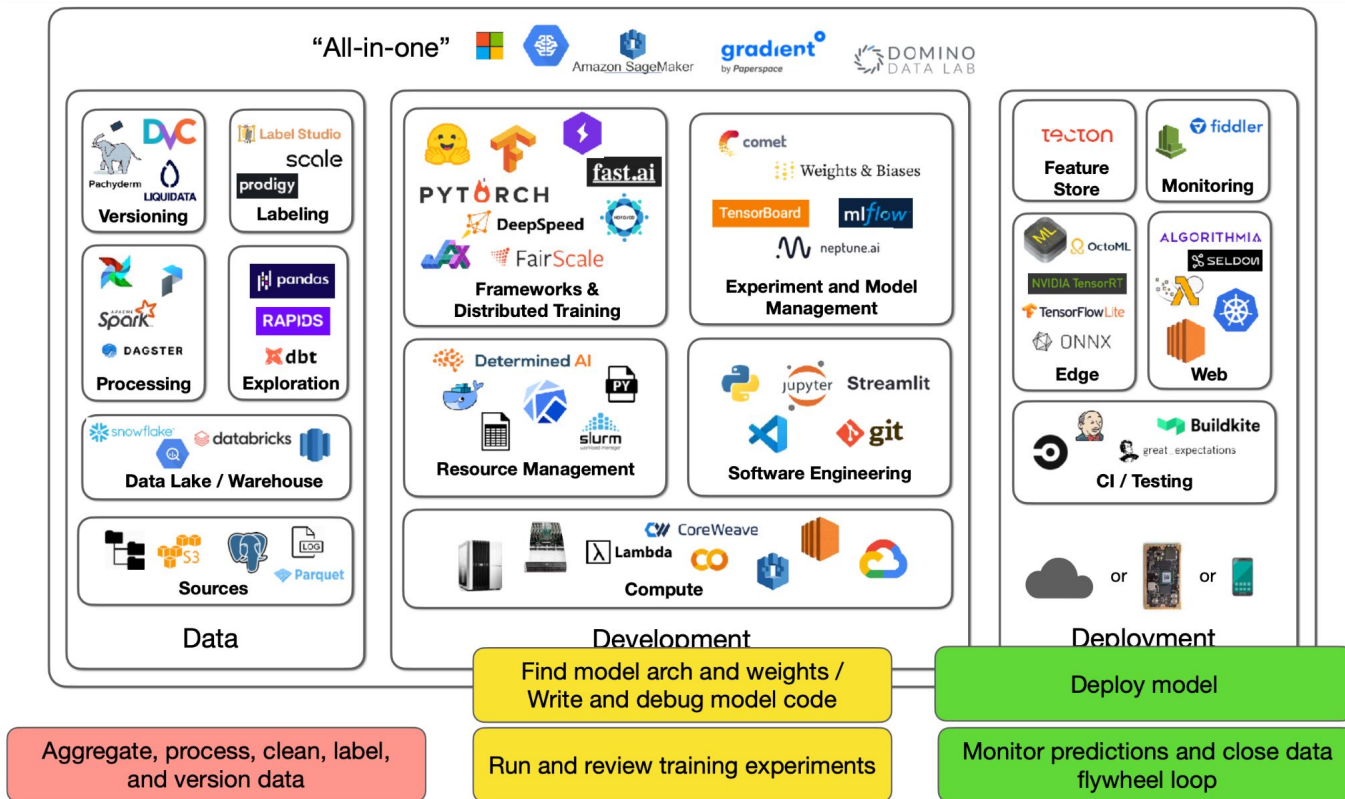 “All-in-one”
Amazon SageMaker
gradient
by Paperspace
DOMINO
DATA LAB
DVC
Pachyderm
LIQUIDATA
Versioning
Label Studio
scale
prodigy
Labeling
APACHE
Spark
DAGSTER
Processing
pandas
RAPIDS
dbt
Exploration
snowflake
databricks
Data Lake / Warehouse
S3
LOG
Parquet
Sources
Data
fast.ai
PYTORCH
HOROVOD
DeepSpeed
JAX
FairScale
Frameworks &
Distributed Training
comet
Weights & Biases
TensorBoard
mlflow
neptune.ai
Experiment and Model
Management
Determined AI
PY
slurm
workload manager
Resource Management
jupyter
Streamlit
git
Software Engineering
CoreWeave
Lambda
Compute
Development
TECTON
Feature
Store
fiddler
Monitoring
ML
OctoML
NVIDIA TensorRT
TensorFlowLite
ONNX
Edge
ALGORITHMIA
SELDON
Web
Buildkite
great_expectations
CI / Testing
or
or
Deployment
Find model arch and weights /
Write and debug model code
Deploy model
Aggregate, process, clean, label,
and version data
Run and review training experiments
Monitor predictions and close data
flywheel loop